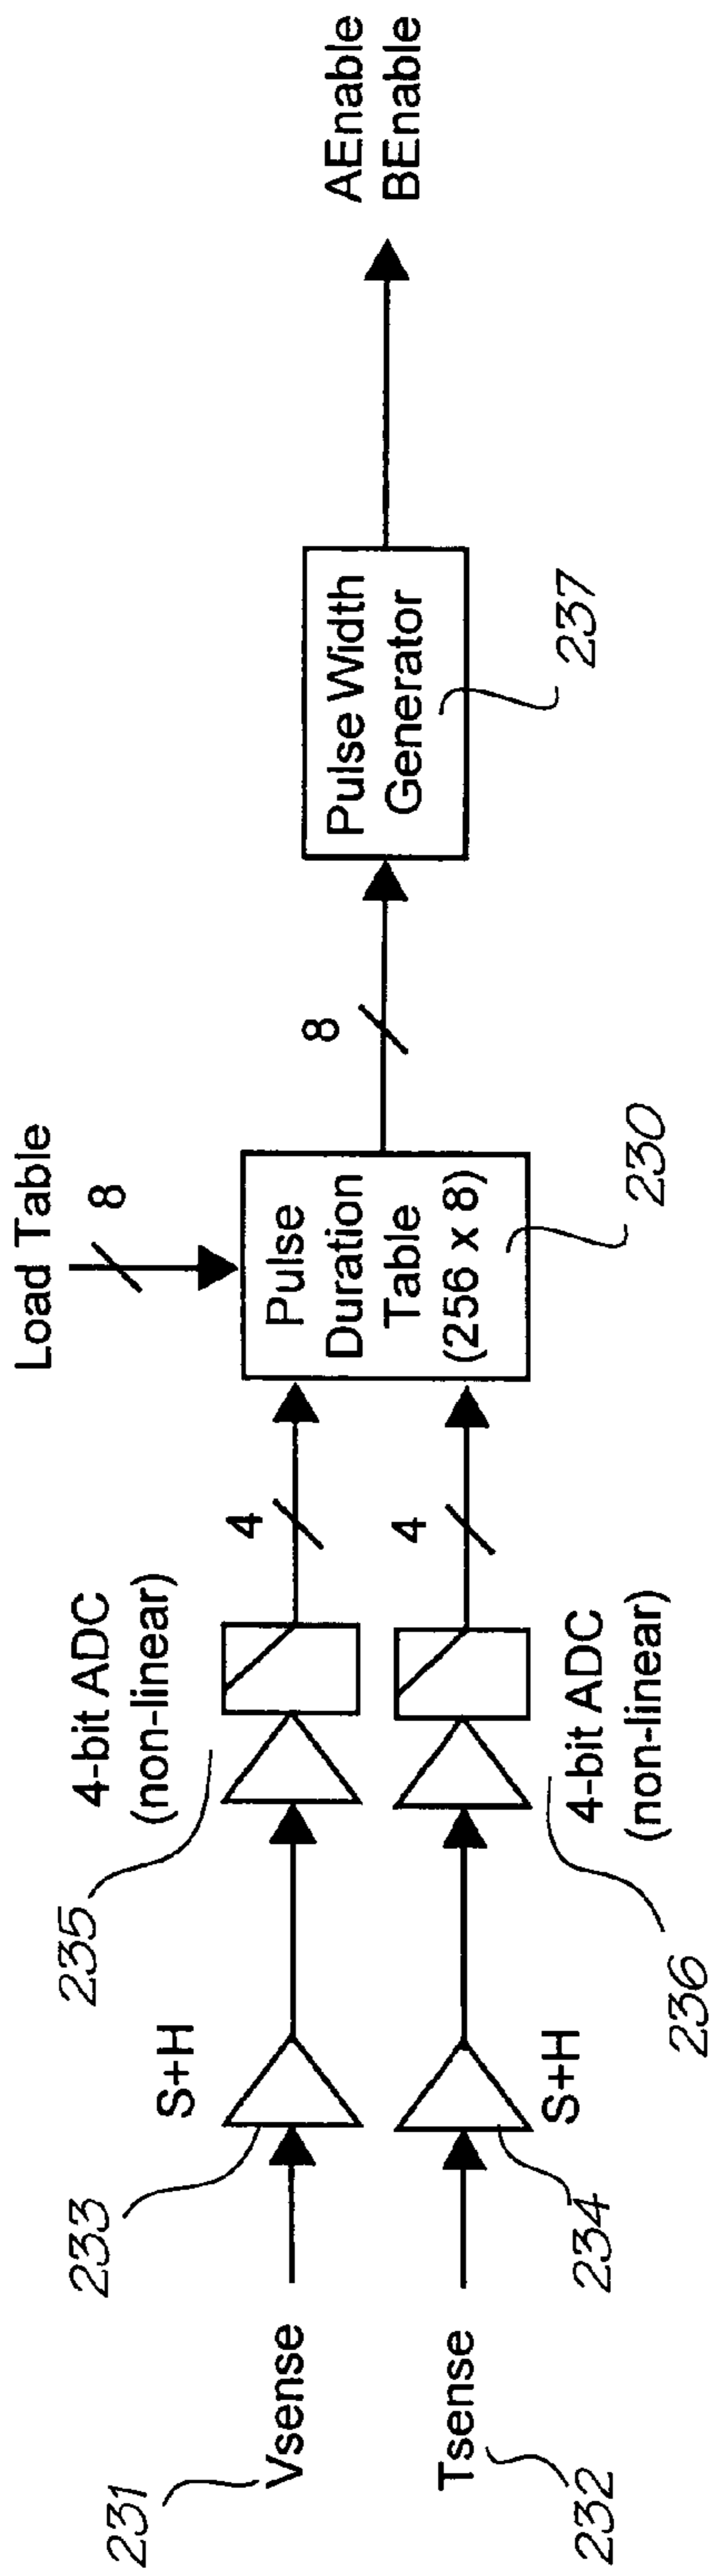 Load Table
8
4-bit ADC
(non-linear)
235
S+H
233
231
Vsense
4
Pulse
Duration
Table
(256 x 8)
230
8
Pulse Width
Generator
237
AEnable
BEnable
Tsense
232
234
S+H
236
4-bit ADC
(non-linear)
4